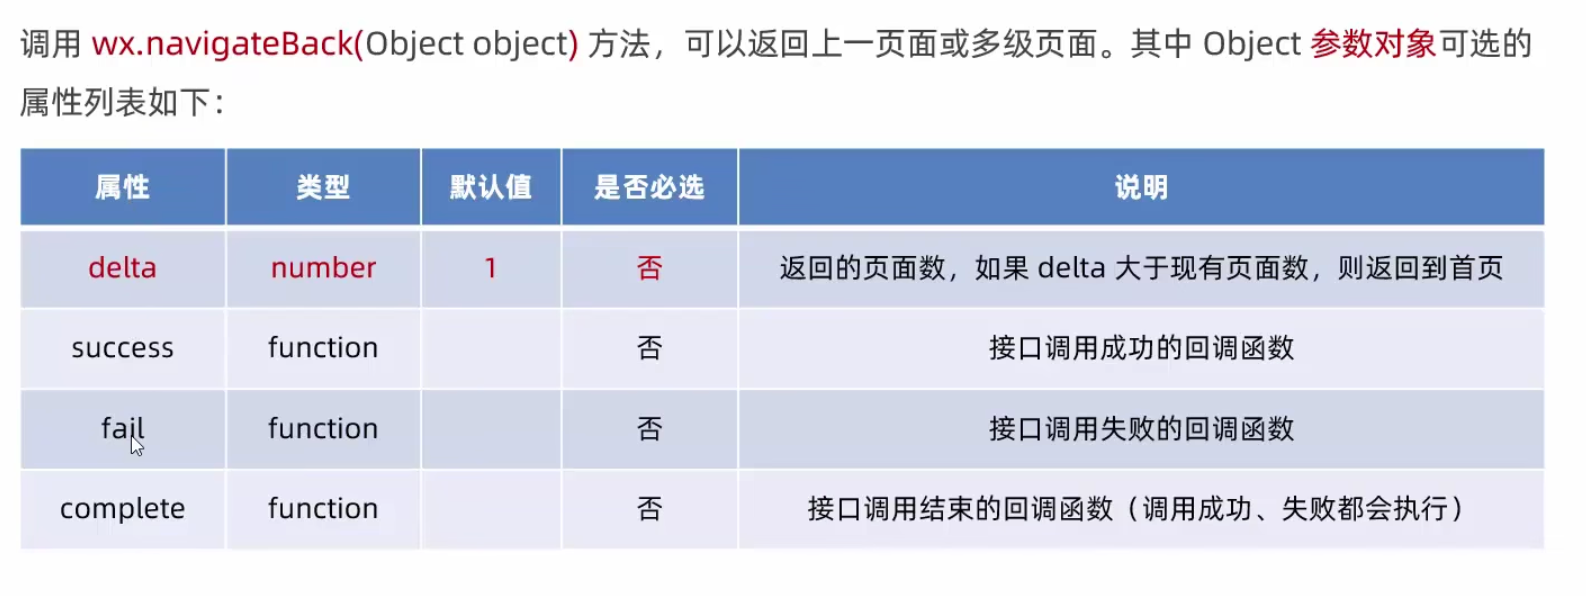 调用 wx.navigateBack(Object object) 方法，可以返回上一页面或多级页面。其中 Object 参数对象可选的
属性列表如下：
属性 类型 默认值 是否必选 说明
delta number 1 否 返回的页面数，如果 delta 大于现有页面数，则返回到首页
success function 否 接口调用成功的回调函数
fail function 否 接口调用失败的回调函数
complete function 否 接口调用结束的回调函数（调用成功、失败都会执行）